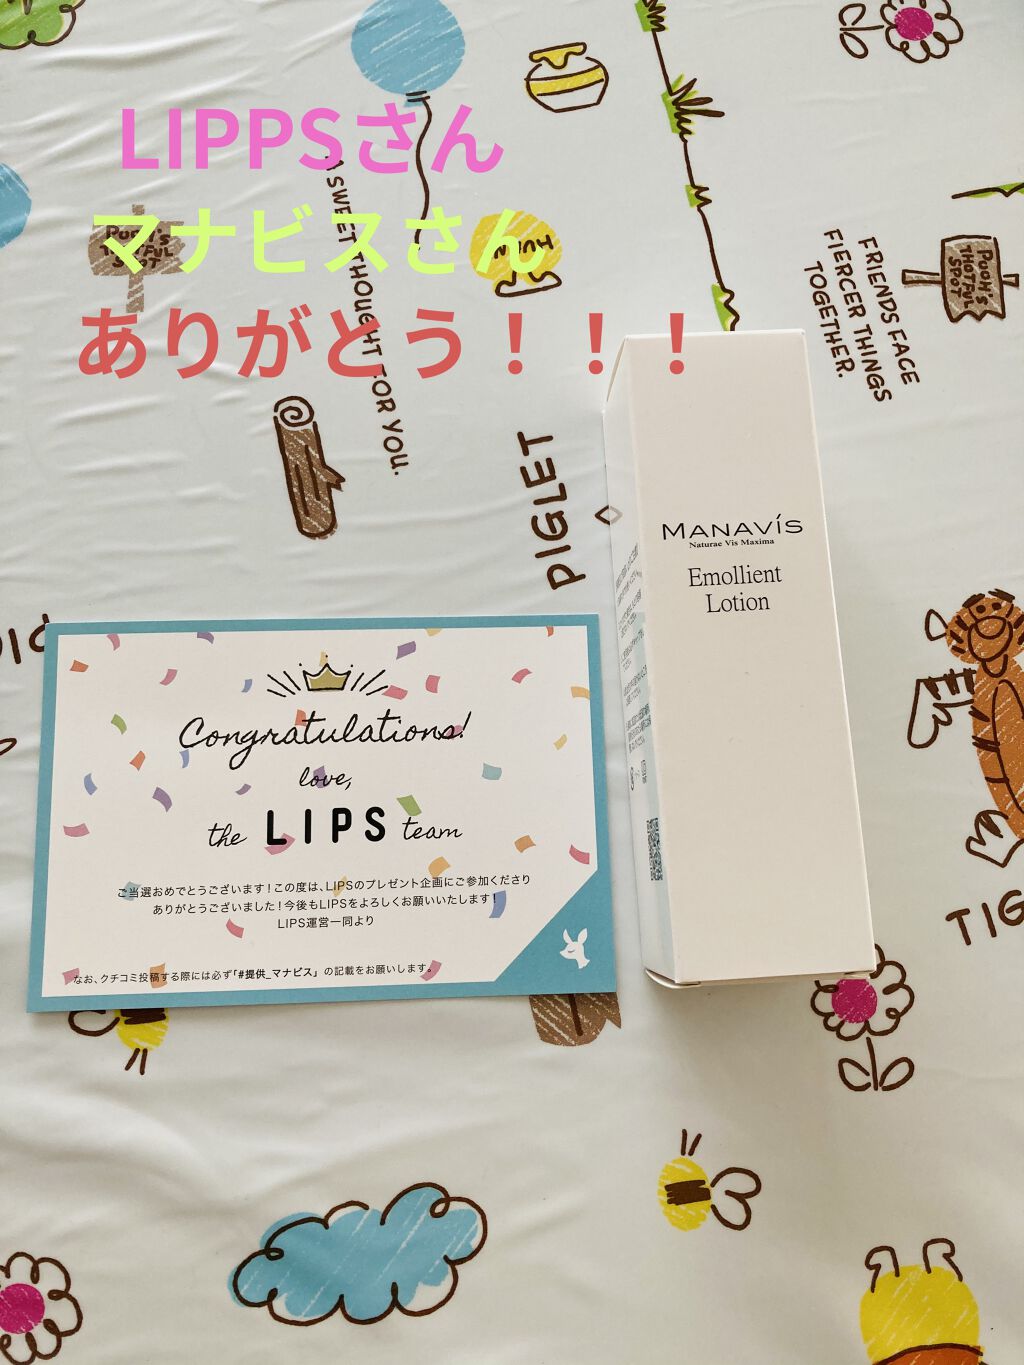 LIPPSさん
マナビスさん
ありがとう！！！
POOH'S
THOTFUL
SPOT
A SWEET THOUGHT FOR YOU.
HUNNY
FRIENDS FACE
FIERCER THINGS
TOGETHER.
POOH'S
THOTFUL
SPOT
PIGLET
MANAVIS
Naturae Vis Maxima
Emollient
Lotion
Congratulations!
love,
the LIPS team
ご当選おめでとうございます！この度は、LIPSのプレゼント企画にご参加くださり
ありがとうございました！今後もLIPSをよろしくお願いいたします！
LIPS運営一同より
なお、クチコミ投稿する際には必ず「#提供_マナビス」の記載をお願いします。
TIG